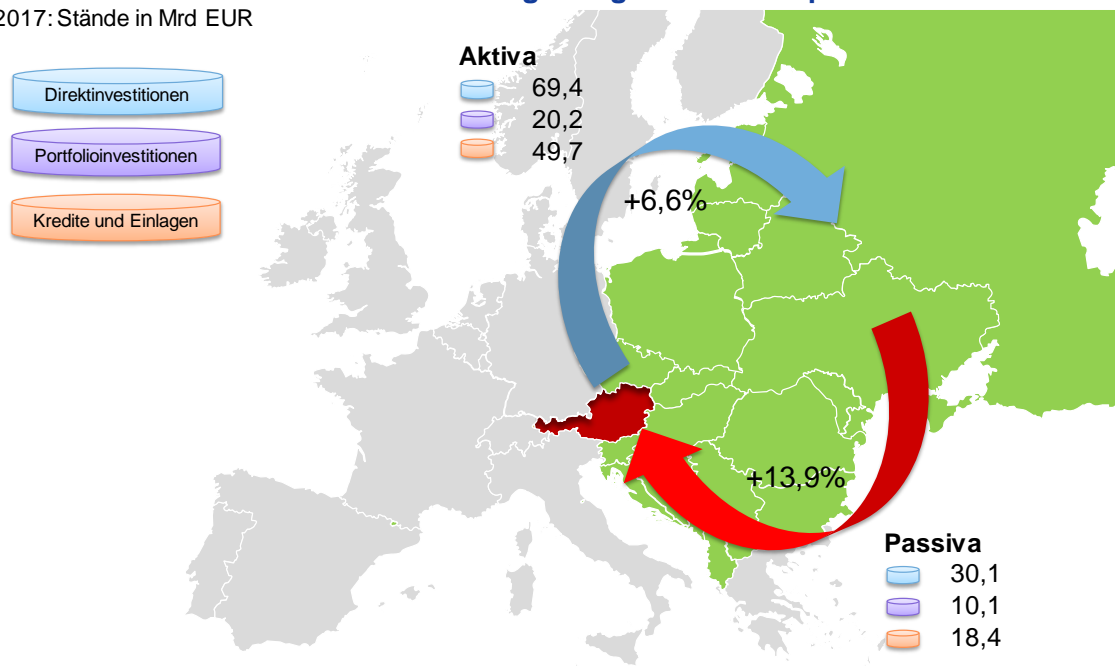 2017: Stände in Mrd EUR
Direktinvestitionen
Portfolioinvestitionen
Kredite und Einlagen
Aktiva
69,4
20,2
49,7
+6,6%
+13,9%
Passiva
30,1
10,1
18,4